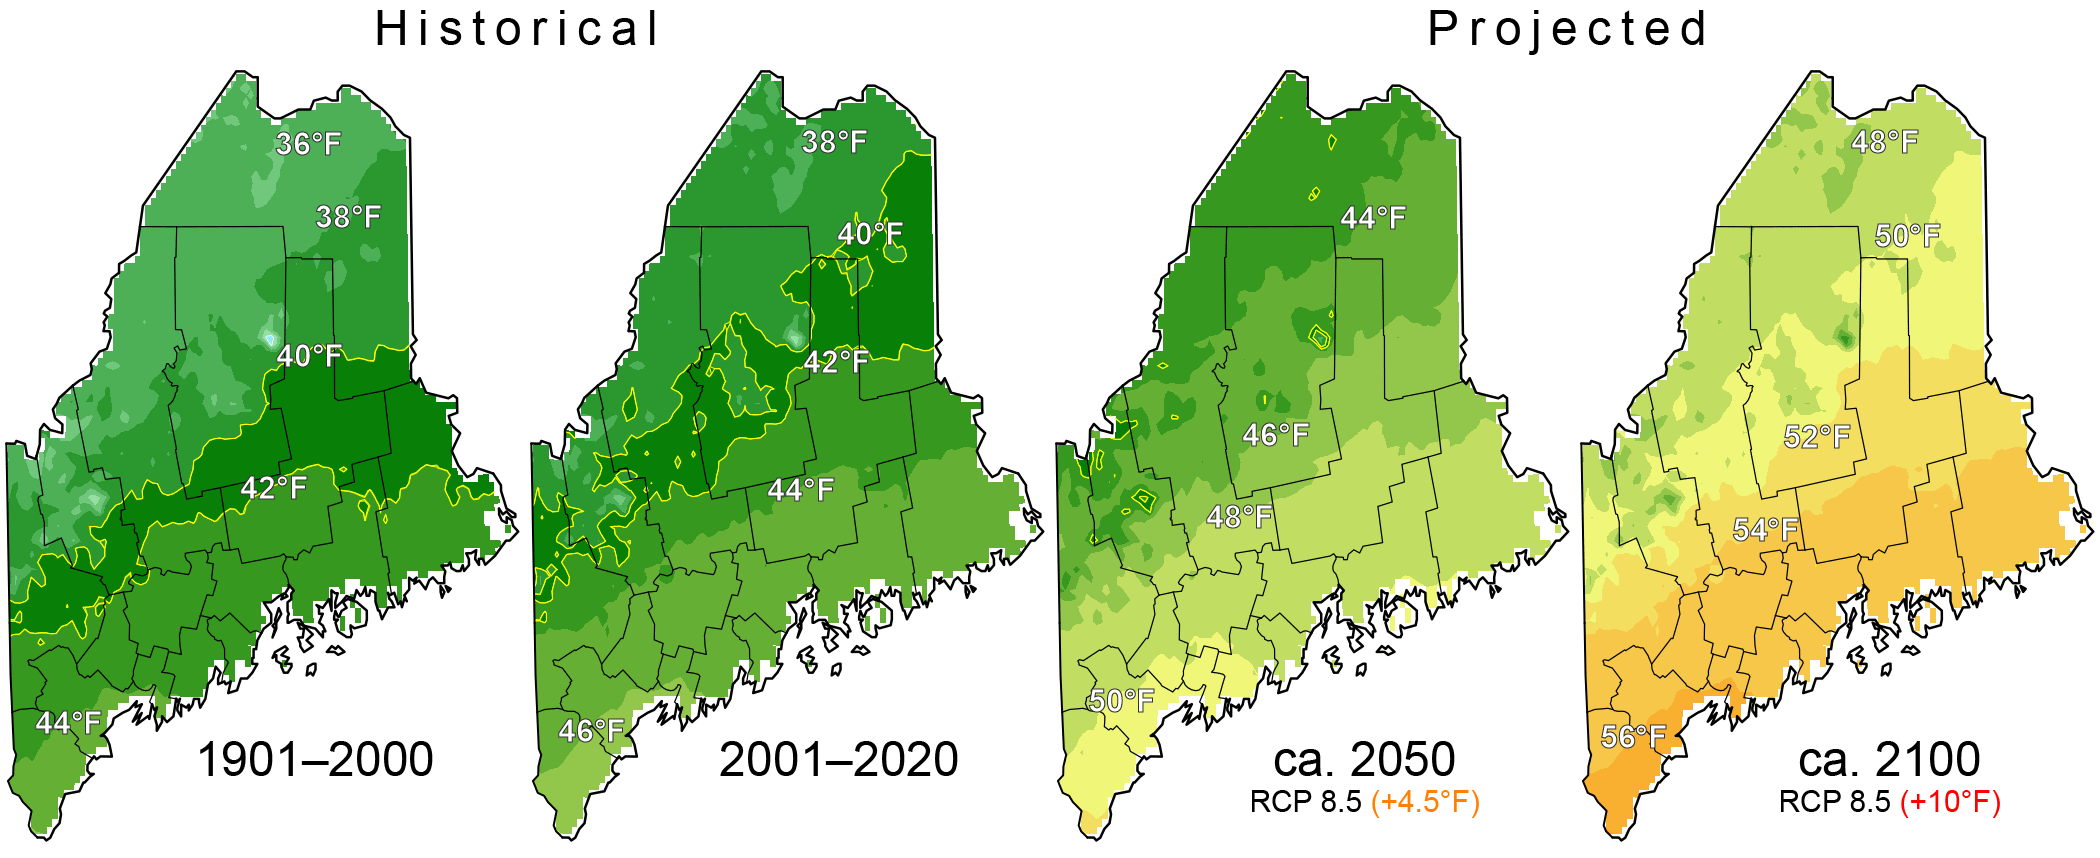 Historical
Projected
36°F
38°F
40°F
42°F
44°F
1901–2000
38°F
40°F
42°F
44°F
46°F
2001–2020
44°F
46°F
48°F
50°F
ca. 2050
RCP 8.5 (+4.5°F)
48°F
50°F
52°F
54°F
56°F
ca. 2100
RCP 8.5 (+10°F)